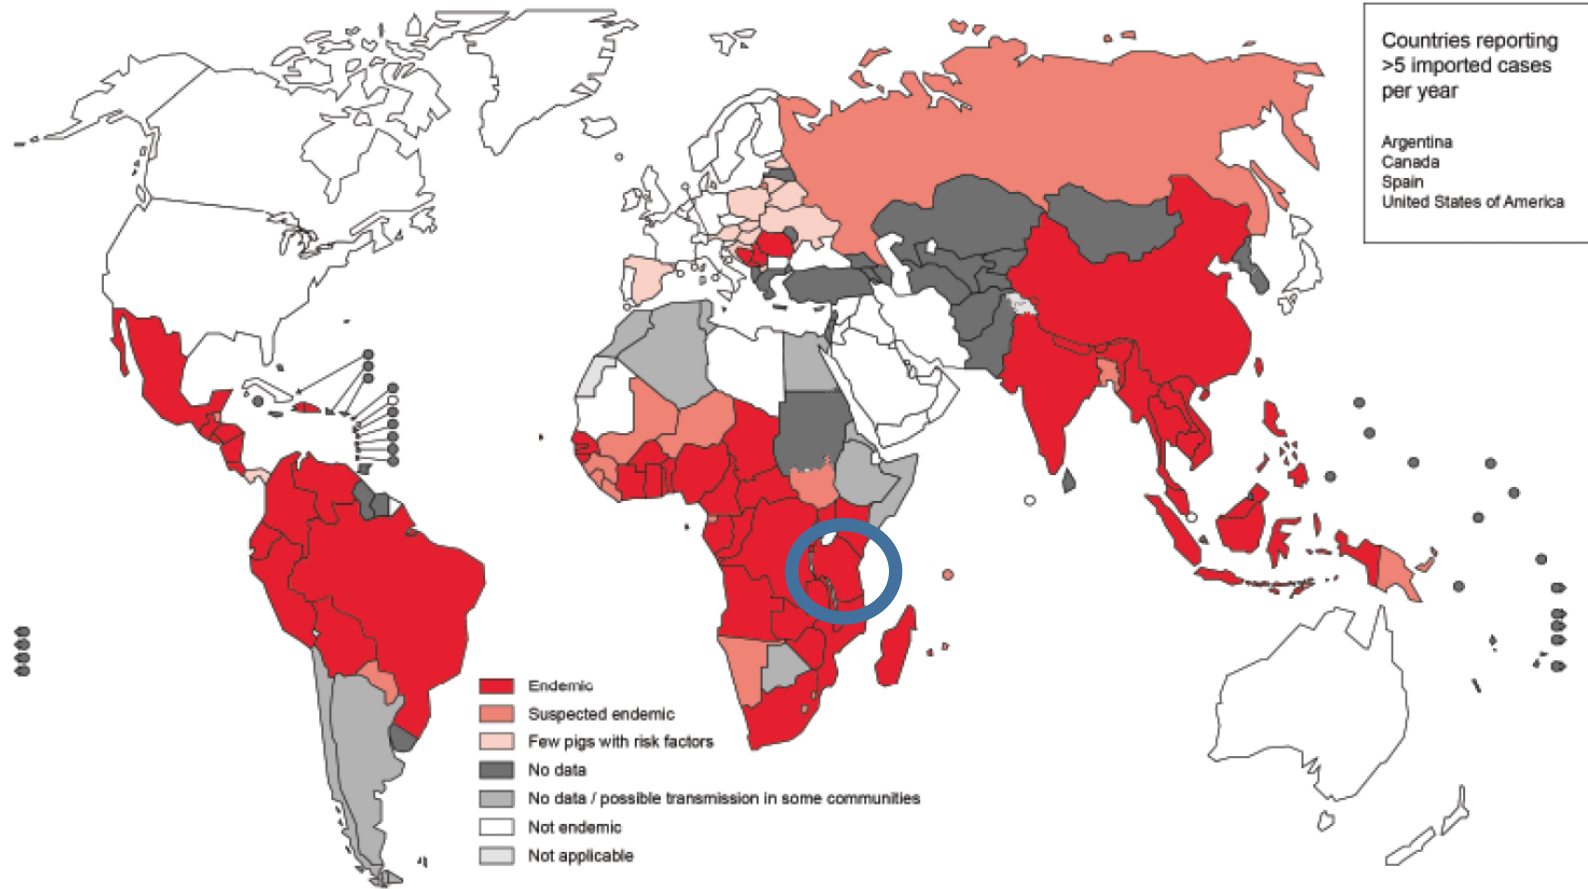 Countries reporting
>5 imported cases
per year
Argentina
Canada
Spain
United States of America
Endemic
Suspected endemic
Few pigs with risk factors
No data
No data / possible transmission in some communities
Not endemic
Not applicable